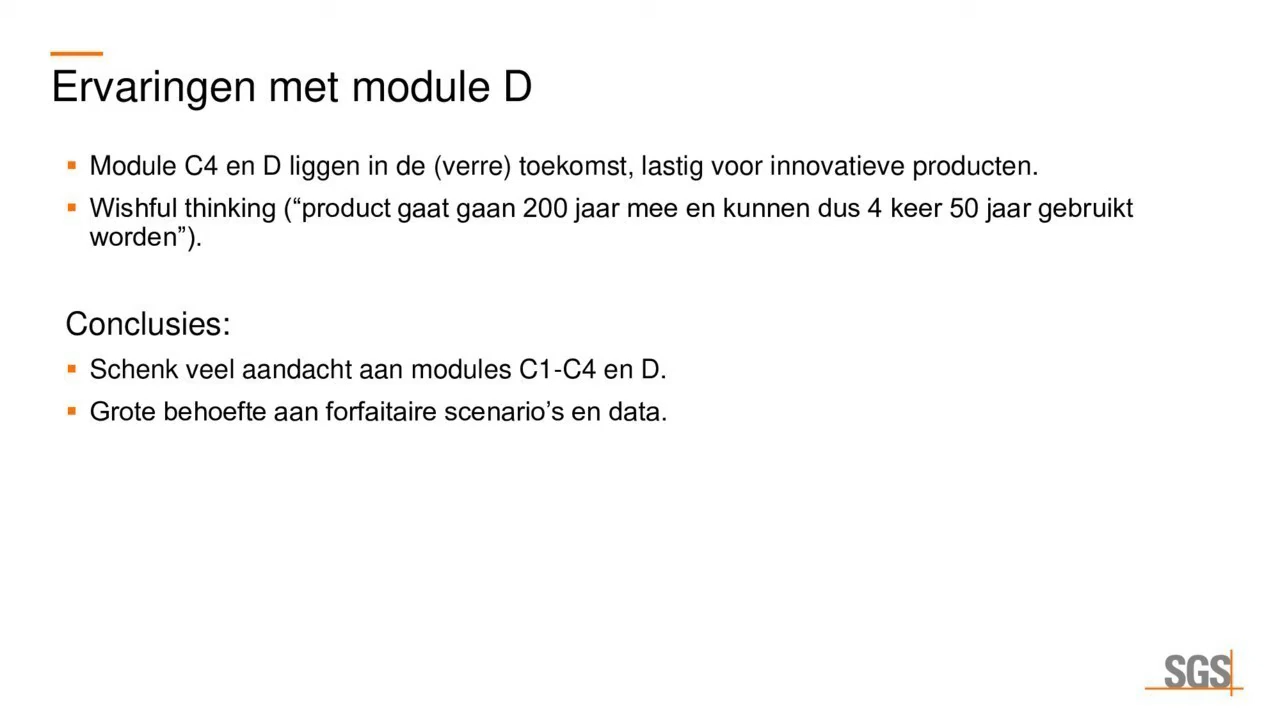 Ervaringen met module D
▪ Module C4 en D liggen in de (verre) toekomst, lastig voor innovatieve producten.
▪ Wishful thinking (“product gaat gaan 200 jaar mee en kunnen dus 4 keer 50 jaar gebruikt
worden”).
Conclusies:
▪ Schenk veel aandacht aan modules C1-C4 en D.
▪ Grote behoefte aan forfaitaire scenario’s en data.
SGS